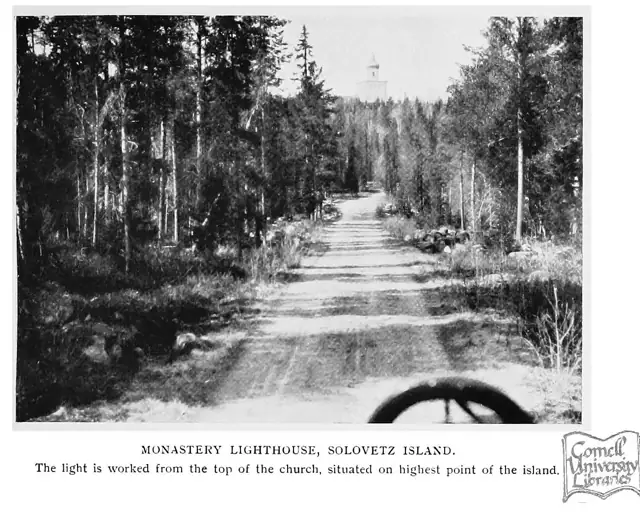 MONASTERY LIGHTHOUSE, SOLOVETZ ISLAND.
The light is worked from the top of the church, situated on highest point of the island.
Cornell
University
Libraries